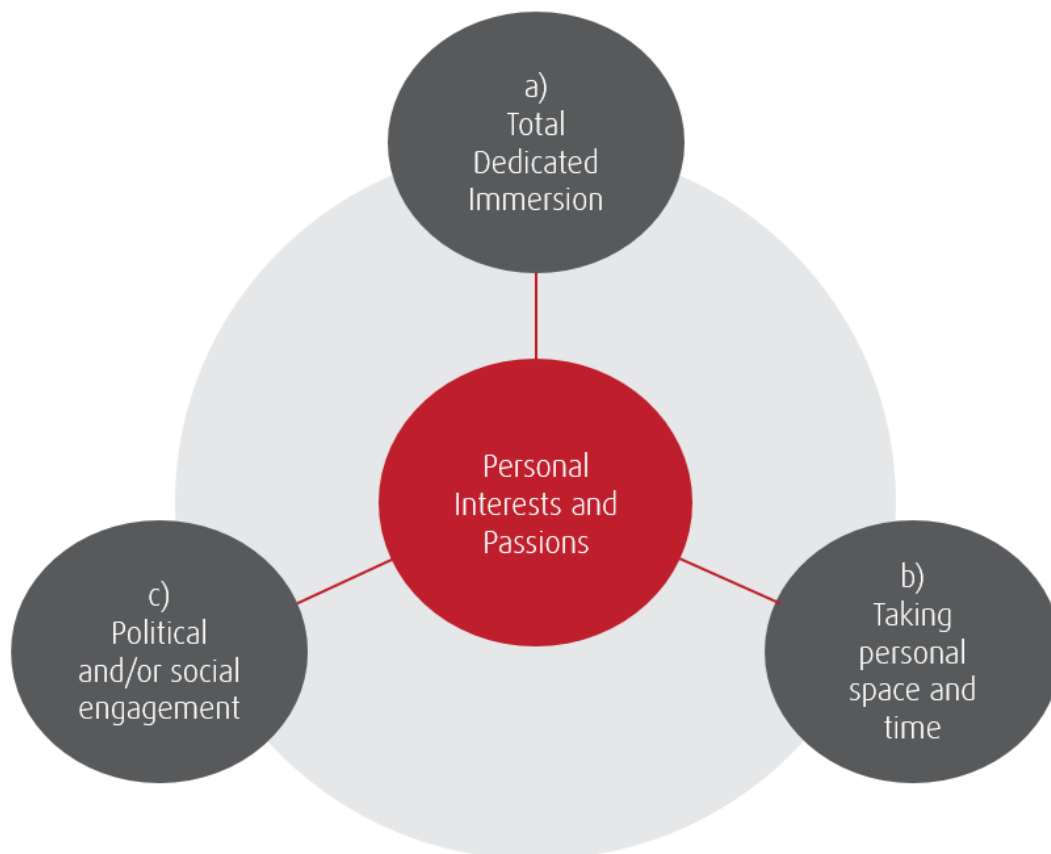 a)
Total
Dedicated
Immersion
Personal
Interests and
Passions
c)
Political
and/or social
engagement
b)
Taking
personal
space and
time